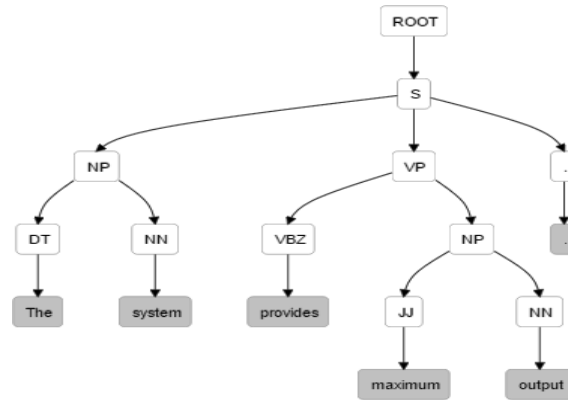 ROOT
S
NP VP .
DT NN VBZ NP .
The system provides JJ NN
maximum output